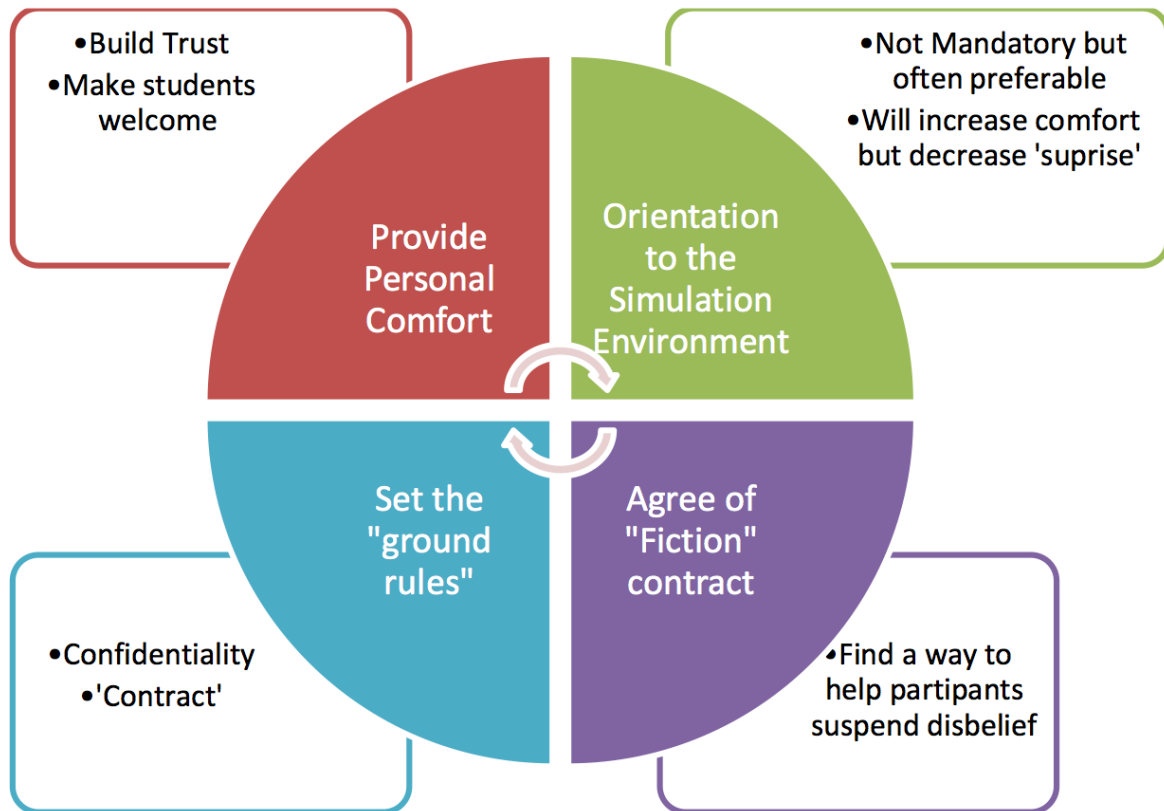 •Build Trust
•Make students
welcome
•Not Mandatory but
often preferable
•Will increase comfort
but decrease 'suprise'
Provide
Personal
Comfort
Orientation
to the
Simulation
Environment
Set the
"ground
rules"
Agree of
"Fiction"
contract
•Confidentiality
•'Contract'
•Find a way to
help partipants
suspend disbelief